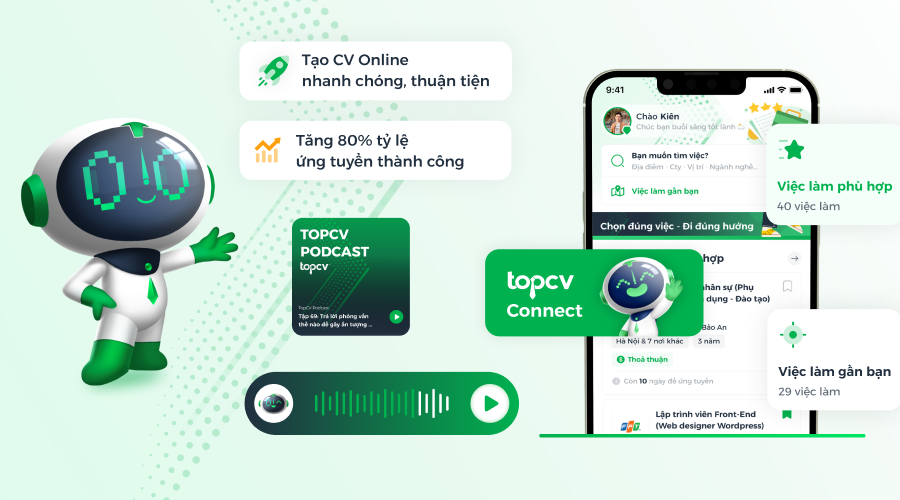 Tạo CV Online
nhanh chóng, thuận tiện
Tăng 80% tỷ lệ
ứng tuyển thành công
TOPCV
PODCAST
topcv
TopCV Podcast
Tập 69: Trả lời phỏng vấn
thế nào để gây ấn tượng ...
topcv
Connect
9:41
Chào Kiên
Chúc bạn buổi sáng tốt lành
Bạn muốn tìm việc?
Địa điểm · Cty · Vị trí · Ngành nghề...
Việc làm gần bạn
Chọn đúng việc - Đi đúng hướng
hợp
nhân sự (Phụ
dụng - Đào tạo)
Bảo An
Hà Nội & 7 nơi khác
3 năm
Thoả thuận
Còn 10 ngày để ứng tuyển
Lập trình viên Front-End
(Web designer Wordpress)
FPT
Việc làm phù hợp
40 việc làm
Việc làm gần bạn
29 việc làm